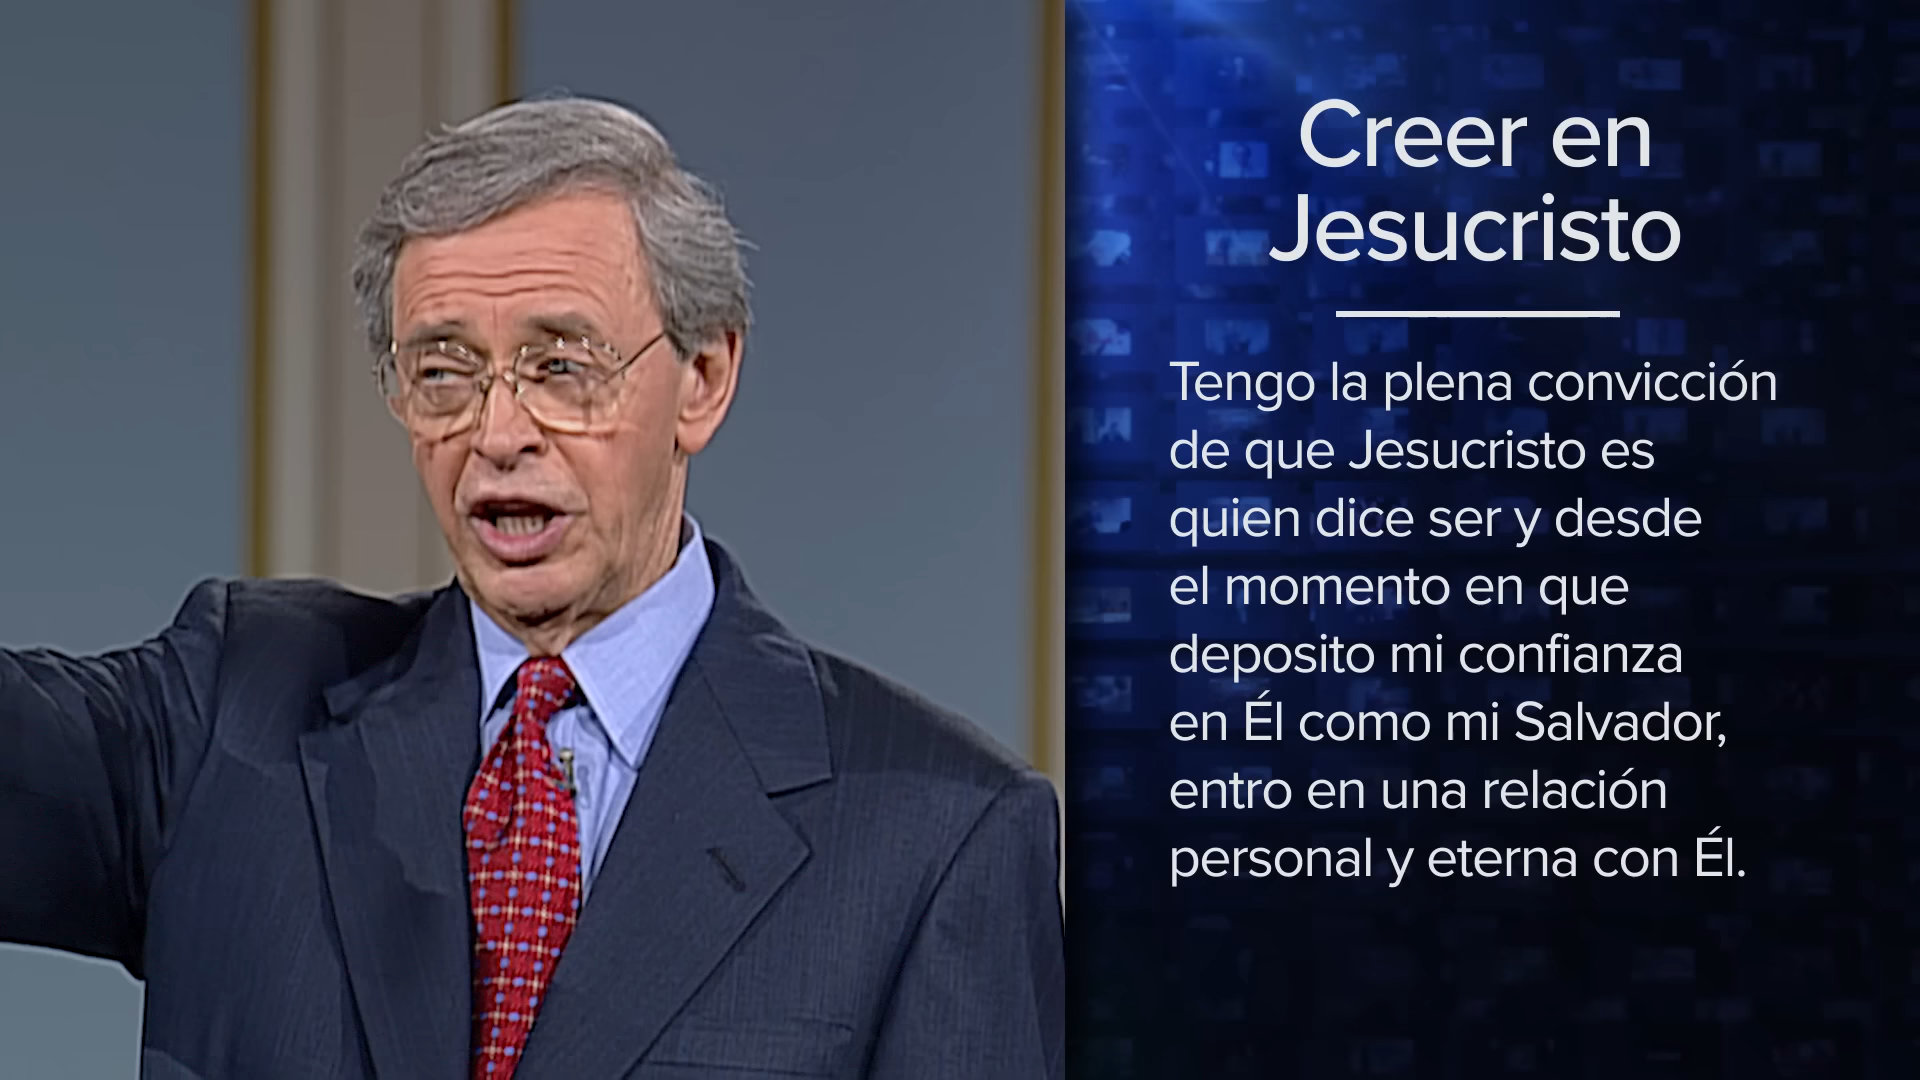 Creer en
Jesucristo
Tengo la plena convicción
de que Jesucristo es
quien dice ser y desde
el momento en que
deposito mi confianza
en Él como mi Salvador,
entro en una relación
personal y eterna con Él.